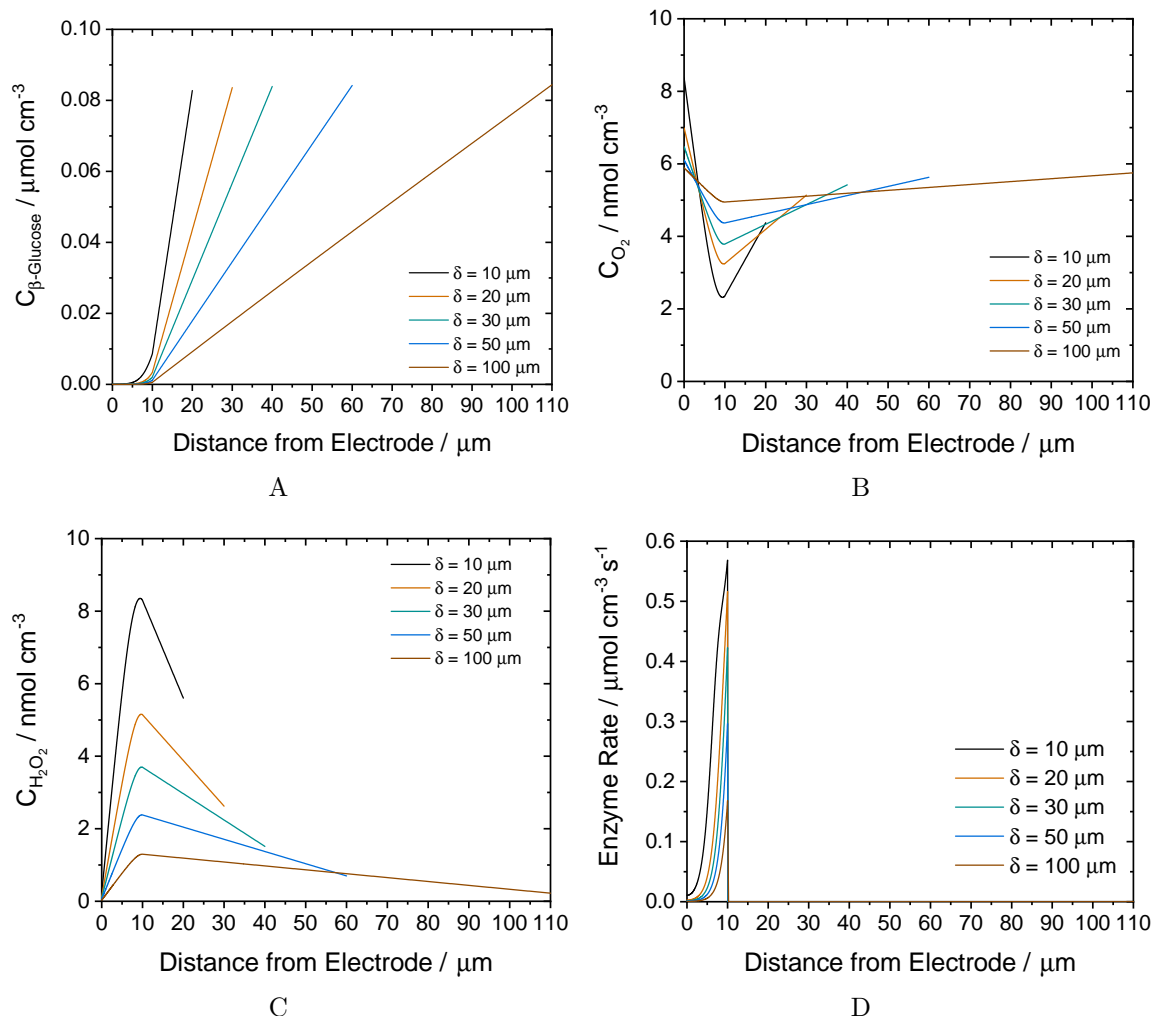 0.10
0.08
0.06
0.04
0.02
0.00
C_β-Glucose / μmol cm⁻³
δ = 10 μm
δ = 20 μm
δ = 30 μm
δ = 50 μm
δ = 100 μm
0 10 20 30 40 50 60 70 80 90 100 110
Distance from Electrode / μm
A
10
8
6
4
2
0
C_O₂ / nmol cm⁻³
δ = 10 μm
δ = 20 μm
δ = 30 μm
δ = 50 μm
δ = 100 μm
0 10 20 30 40 50 60 70 80 90 100 110
Distance from Electrode / μm
B
10
8
6
4
2
0
C_H₂O₂ / nmol cm⁻³
δ = 10 μm
δ = 20 μm
δ = 30 μm
δ = 50 μm
δ = 100 μm
0 10 20 30 40 50 60 70 80 90 100 110
Distance from Electrode / μm
C
0.6
0.5
0.4
0.3
0.2
0.1
0.0
Enzyme Rate / μmol cm⁻³ s⁻¹
δ = 10 μm
δ = 20 μm
δ = 30 μm
δ = 50 μm
δ = 100 μm
0 10 20 30 40 50 60 70 80 90 100 110
Distance from Electrode / μm
D